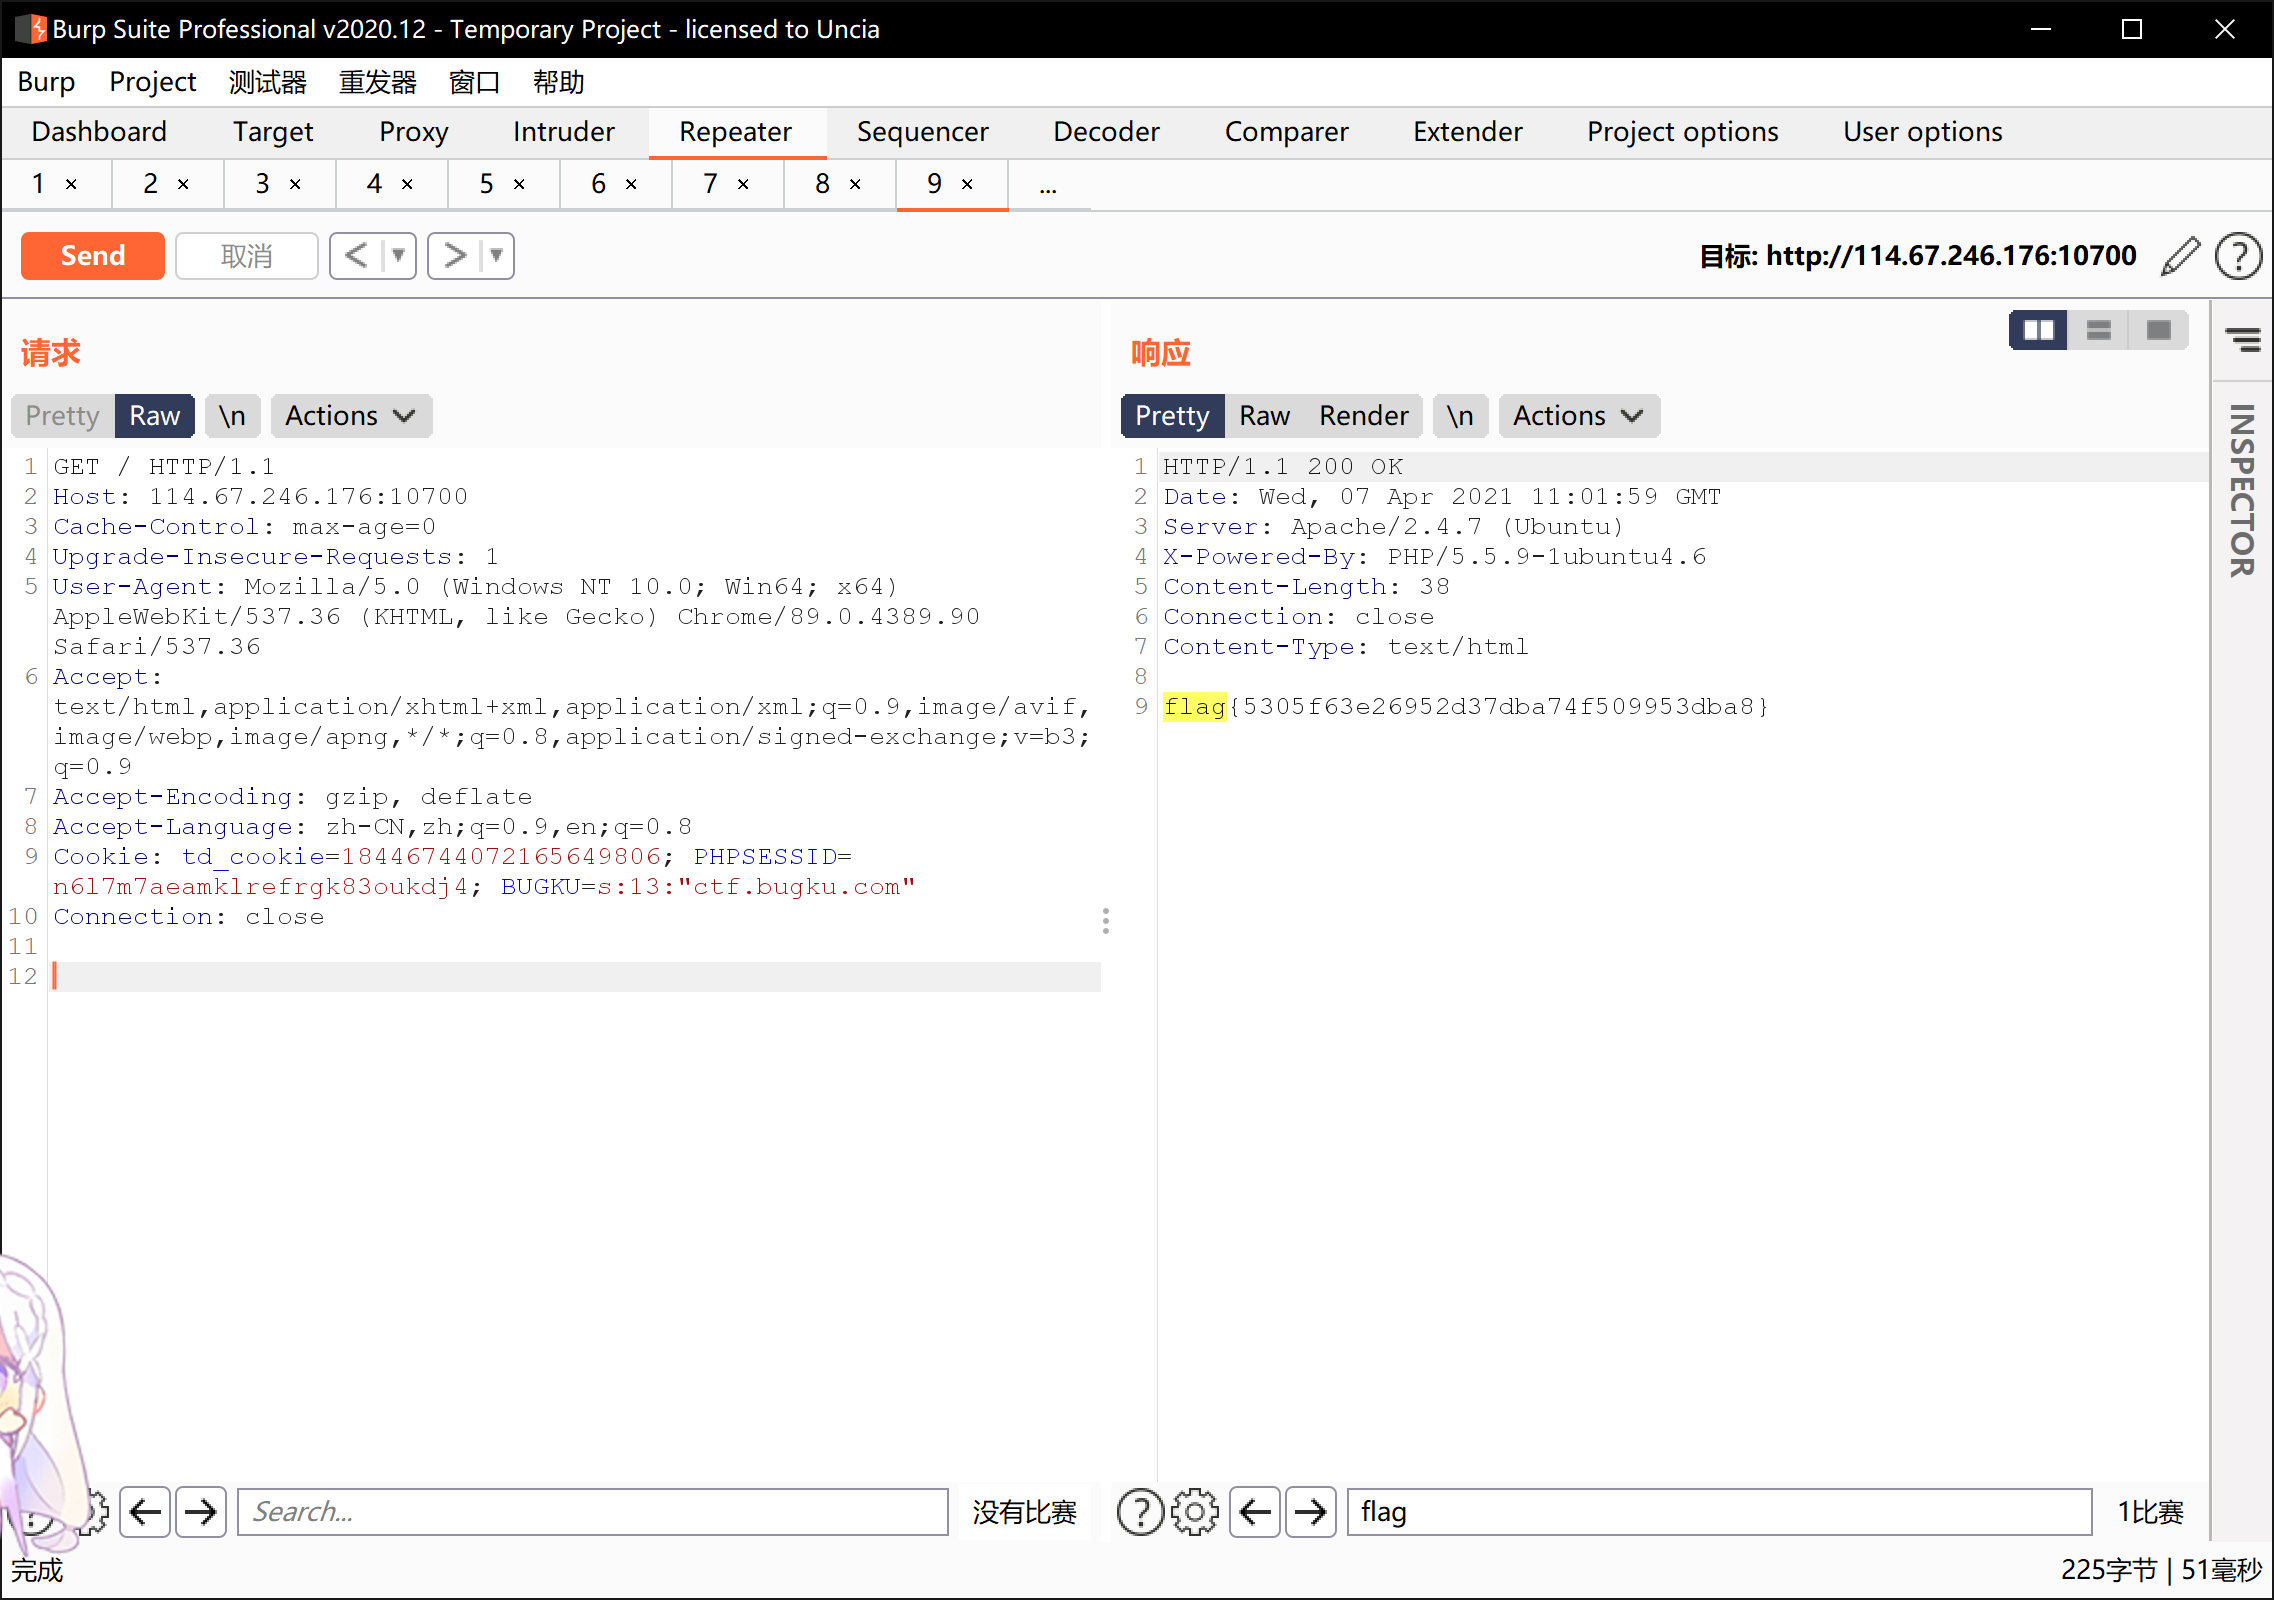 Burp Suite Professional v2020.12 - Temporary Project - licensed to Uncia
Burp Project 测试器 重发器 窗口 帮助
Dashboard Target Proxy Intruder Repeater Sequencer Decoder Comparer Extender Project options User options
1 × 2 × 3 × 4 × 5 × 6 × 7 × 8 × 9 × ...
Send 取消 < ▼ > ▼ 目标: http://114.67.246.176:10700 ?
请求
Pretty Raw \n Actions
1 GET / HTTP/1.1
2 Host: 114.67.246.176:10700
3 Cache-Control: max-age=0
4 Upgrade-Insecure-Requests: 1
5 User-Agent: Mozilla/5.0 (Windows NT 10.0; Win64; x64)
AppleWebKit/537.36 (KHTML, like Gecko) Chrome/89.0.4389.90
Safari/537.36
6 Accept:
text/html,application/xhtml+xml,application/xml;q=0.9,image/avif,
image/webp,image/apng,*/*;q=0.8,application/signed-exchange;v=b3;
q=0.9
7 Accept-Encoding: gzip, deflate
8 Accept-Language: zh-CN,zh;q=0.9,en;q=0.8
9 Cookie: td_cookie=18446744072165649806; PHPSESSID=
n6l7m7aeamklrefrgk83oukdj4; BUGKU=s:13:"ctf.bugku.com"
10 Connection: close
11
12
Search...
没有比赛
响应
Pretty Raw Render \n Actions
1 HTTP/1.1 200 OK
2 Date: Wed, 07 Apr 2021 11:01:59 GMT
3 Server: Apache/2.4.7 (Ubuntu)
4 X-Powered-By: PHP/5.5.9-1ubuntu4.6
5 Content-Length: 38
6 Connection: close
7 Content-Type: text/html
8
9 flag{5305f63e26952d37dba74f509953dba8}
? flag 1比赛
INSPECTOR
完成
225字节 | 51毫秒